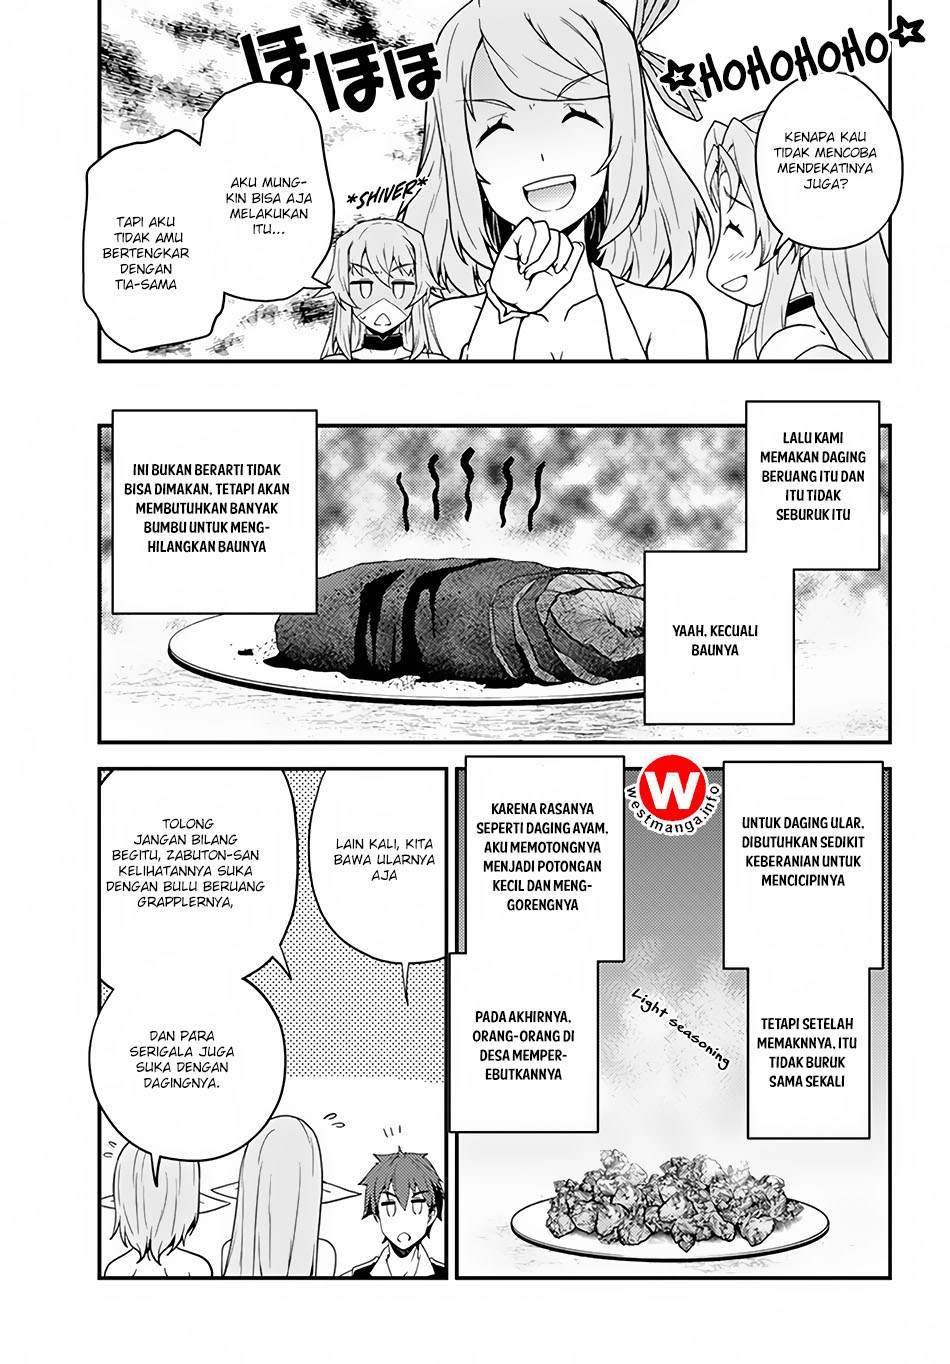 ☆HOHOHOHO☆
ほほほ
KENAPA KAU
TIDAK MENCOBA
MENDEKATINYA
JUGA?
AKU MUNG-
KIN BISA AJA
MELAKUKAN
ITU...
*SHIVER*
TAPI AKU
TIDAK AMU
BERTENGKAR
DENGAN
TIA-SAMA
LALU KAMI
MEMAKAN DAGING
BERUANG ITU DAN
ITU TIDAK
SEBURUK ITU
YAAH, KECUALI
BAUNYA
INI BUKAN BERARTI TIDAK
BISA DIMAKAN, TETAPI AKAN
MEMBUTUHKAN BANYAK
BUMBU UNTUK MENG-
HILANGKAN BAUNYA
UNTUK DAGING ULAR,
DIBUTUHKAN SEDIKIT
KEBERANIAN UNTUK
MENCICIPINYA
TETAPI SETELAH
MEMAKNNYA, ITU
TIDAK BURUK
SAMA SEKALI
W
westmanga.info
KARENA RASANYA
SEPERTI DAGING AYAM,
AKU MEMOTONGNYA
MENJADI POTONGAN
KECIL DAN MENG-
GORENGNYA
Light seasoning
PADA AKHIRNYA,
ORANG-ORANG DI
DESA MEMPER-
EBUTKANNYA
LAIN KALI, KITA
BAWA ULARNYA
AJA
TOLONG
JANGAN BILANG
BEGITU, ZABUTON-SAN
KELIHATANNYA SUKA
DENGAN BULU BERUANG
GRAPPLERNYA,
DAN PARA
SERIGALA JUGA
SUKA DENGAN
DAGINGNYA.